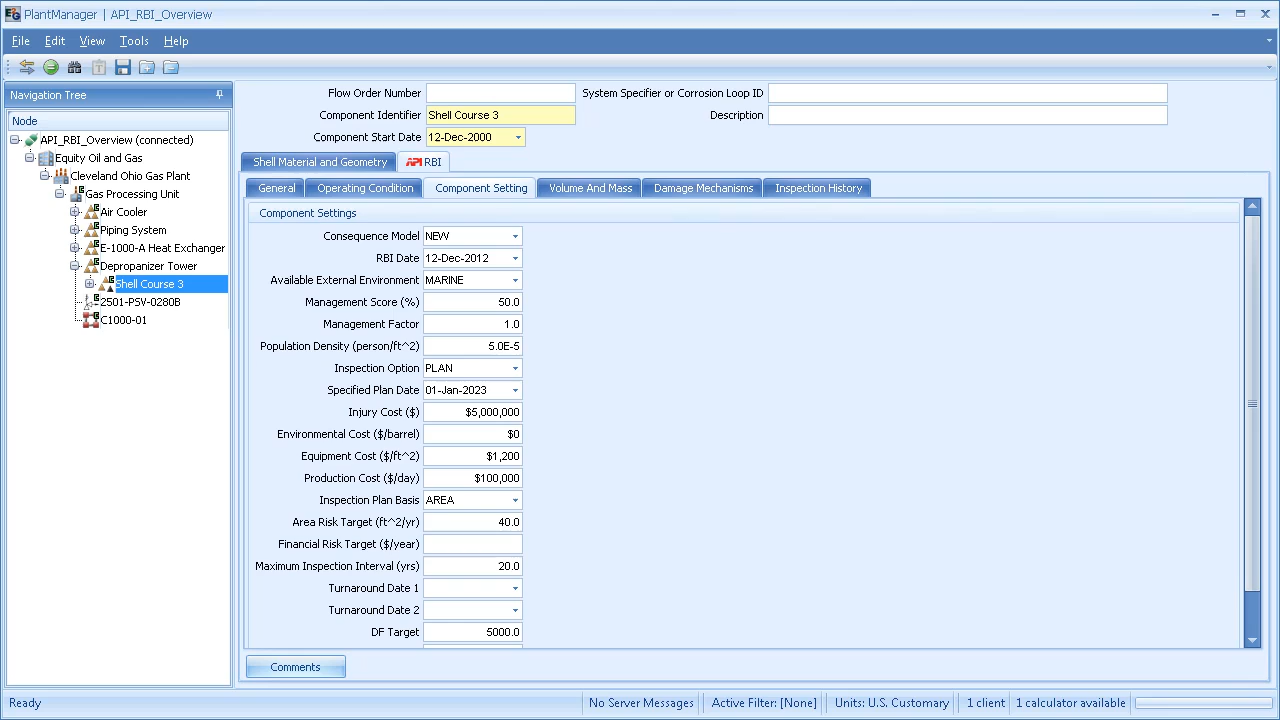 PlantManager | API_RBI_Overview
File Edit View Tools Help
Navigation Tree
Node
API_RBI_Overview (connected)
Equity Oil and Gas
Cleveland Ohio Gas Plant
Gas Processing Unit
Air Cooler
Piping System
E-1000-A Heat Exchanger
Depropanizer Tower
Shell Course 3
2501-PSV-0280B
C1000-01
Flow Order Number System Specifier or Corrosion Loop ID
Component Identifier Shell Course 3 Description
Component Start Date 12-Dec-2000
Shell Material and Geometry API RBI
General Operating Condition Component Setting Volume And Mass Damage Mechanisms Inspection History
Component Settings
Consequence Model NEW
RBI Date 12-Dec-2012
Available External Environment MARINE
Management Score (%) 50.0
Management Factor 1.0
Population Density (person/ft^2) 5.0E-5
Inspection Option PLAN
Specified Plan Date 01-Jan-2023
Injury Cost ($) $5,000,000
Environmental Cost ($/barrel) $0
Equipment Cost ($/ft^2) $1,200
Production Cost ($/day) $100,000
Inspection Plan Basis AREA
Area Risk Target (ft^2/yr) 40.0
Financial Risk Target ($/year)
Maximum Inspection Interval (yrs) 20.0
Turnaround Date 1
Turnaround Date 2
DF Target 5000.0
Comments
Ready No Server Messages Active Filter: [None] Units: U.S. Customary 1 client 1 calculator available